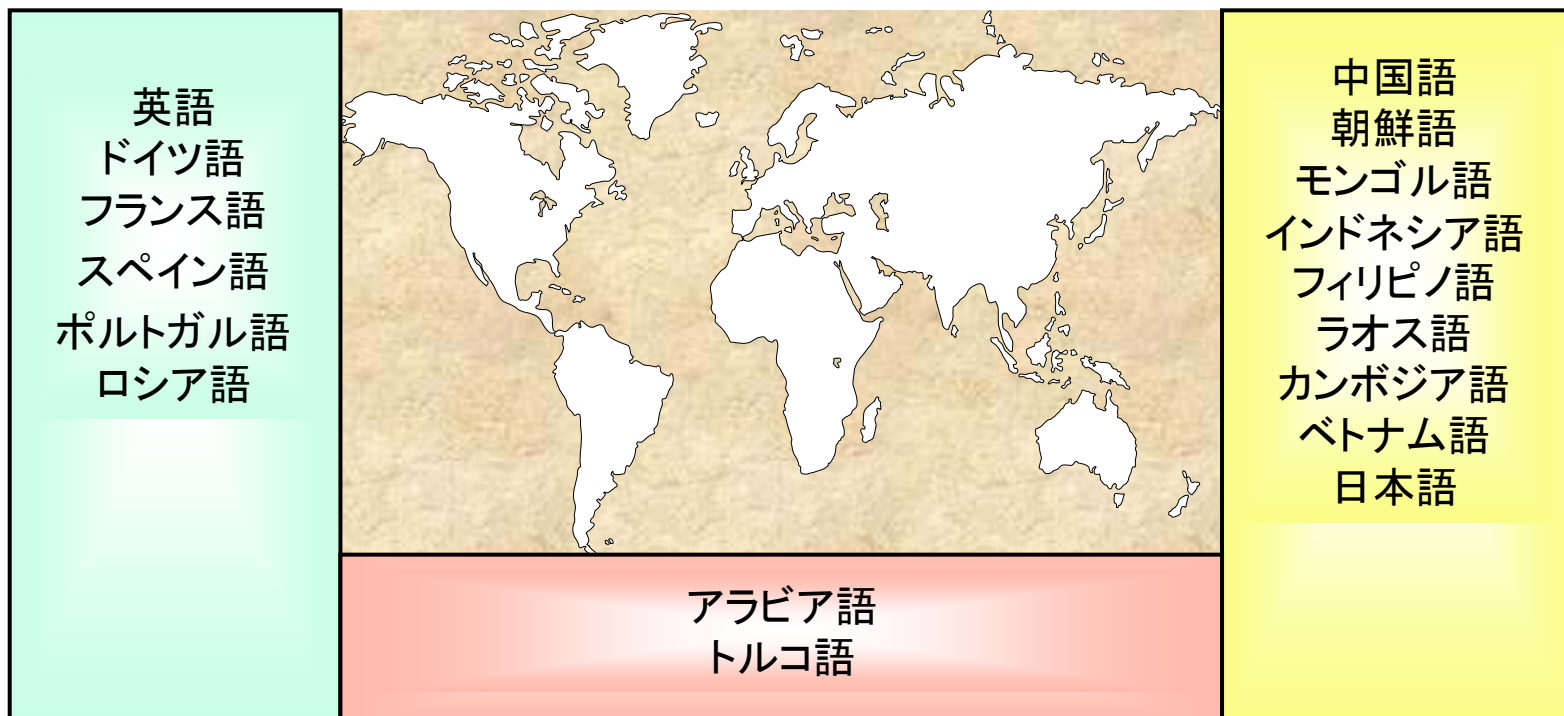 英語
ドイツ語
フランス語
スペイン語
ポルトガル語
ロシア語
中国語
朝鮮語
モンゴル語
インドネシア語
フィリピノ語
ラオス語
カンボジア語
ベトナム語
日本語
アラビア語
トルコ語